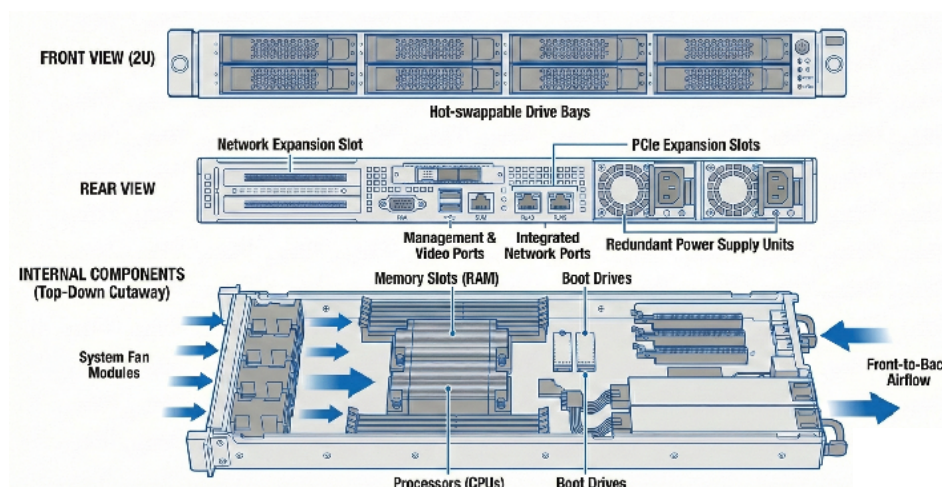 FRONT VIEW (2U)
Hot-swappable Drive Bays
Network Expansion Slot
PCIe Expansion Slots
REAR VIEW
RJ45
Management &
Video Ports
Integrated
Network Ports
Redundant Power Supply Units
INTERNAL COMPONENTS
(Top-Down Cutaway)
Memory Slots (RAM)
Boot Drives
System Fan
Modules
Front-to-Back
Airflow
Processors (CPUs)
Boot Drives